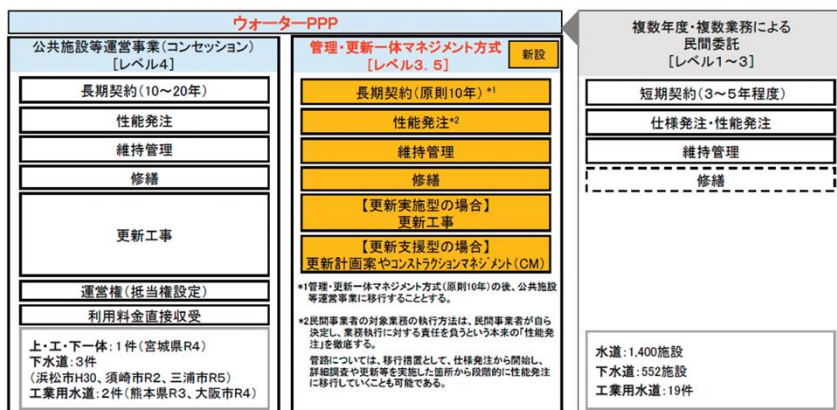 ウォーターPPP
公共施設等運営事業(コンセッション)
[レベル4]
長期契約(10~20年)
性能発注
維持管理
修繕
更新工事
運営権(抵当権設定)
利用料金直接収受
上・工・下一体:1件(宮城県R4)
下水道:3件
(浜松市H30、須崎市R2、三浦市R5)
工業用水道:2件(熊本県R3、大阪市R4)
管理・更新一体マネジメント方式
[レベル3.5]
新設
長期契約(原則10年)*1
性能発注*2
維持管理
修繕
【更新実施型の場合】
更新工事
【更新支援型の場合】
更新計画案やコンストラクションマネジメント(CM)
*1管理・更新一体マネジメント方式(原則10年)の後、公共施設
等運営事業に移行することとする。
*2民間事業者の対象業務の執行方法は、民間事業者が自ら
決定し、業務執行に対する責任を負うという本来の「性能発
注」を徹底する。
管路については、移行措置として、仕様発注から開始し、
詳細調査や更新等を実施した箇所から段階的に性能発注
に移行していくことも可能である。
複数年度・複数業務による
民間委託
[レベル1~3]
短期契約(3~5年程度)
仕様発注・性能発注
維持管理
修繕
水道:1,400施設
下水道:552施設
工業用水道:19件